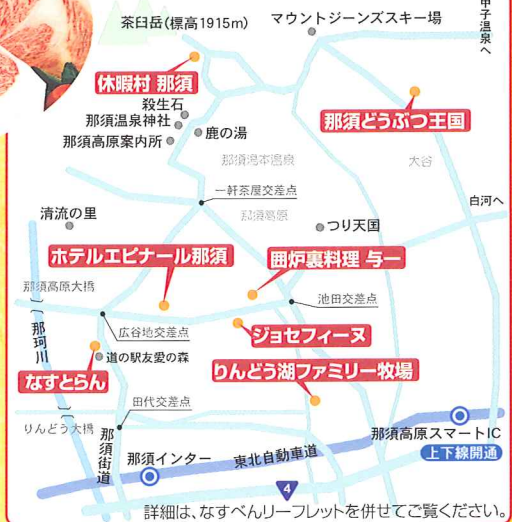 甲子温泉へ
茶臼岳(標高1915m)
マウントジーンズスキー場
休暇村 那須
殺生石
那須温泉神社
那須高原案内所
鹿の湯
那須どうぶつ王国
那須湯本温泉
大谷
一軒茶屋交差点
那須高原
白河へ
清流の里
つり天国
ホテルエピナール那須
囲炉裏料理 与一
那須高原大橋
池田交差点
那珂川
広谷地交差点
ジョセフィーヌ
道の駅友愛の森
なすとらん
りんどう湖ファミリー牧場
田代交差点
りんどう大橋
那須街道
那須高原スマートIC
上下線開通
那須インター
東北自動車道
4
詳細は、なすべんリーフレットを併せてご覧ください。